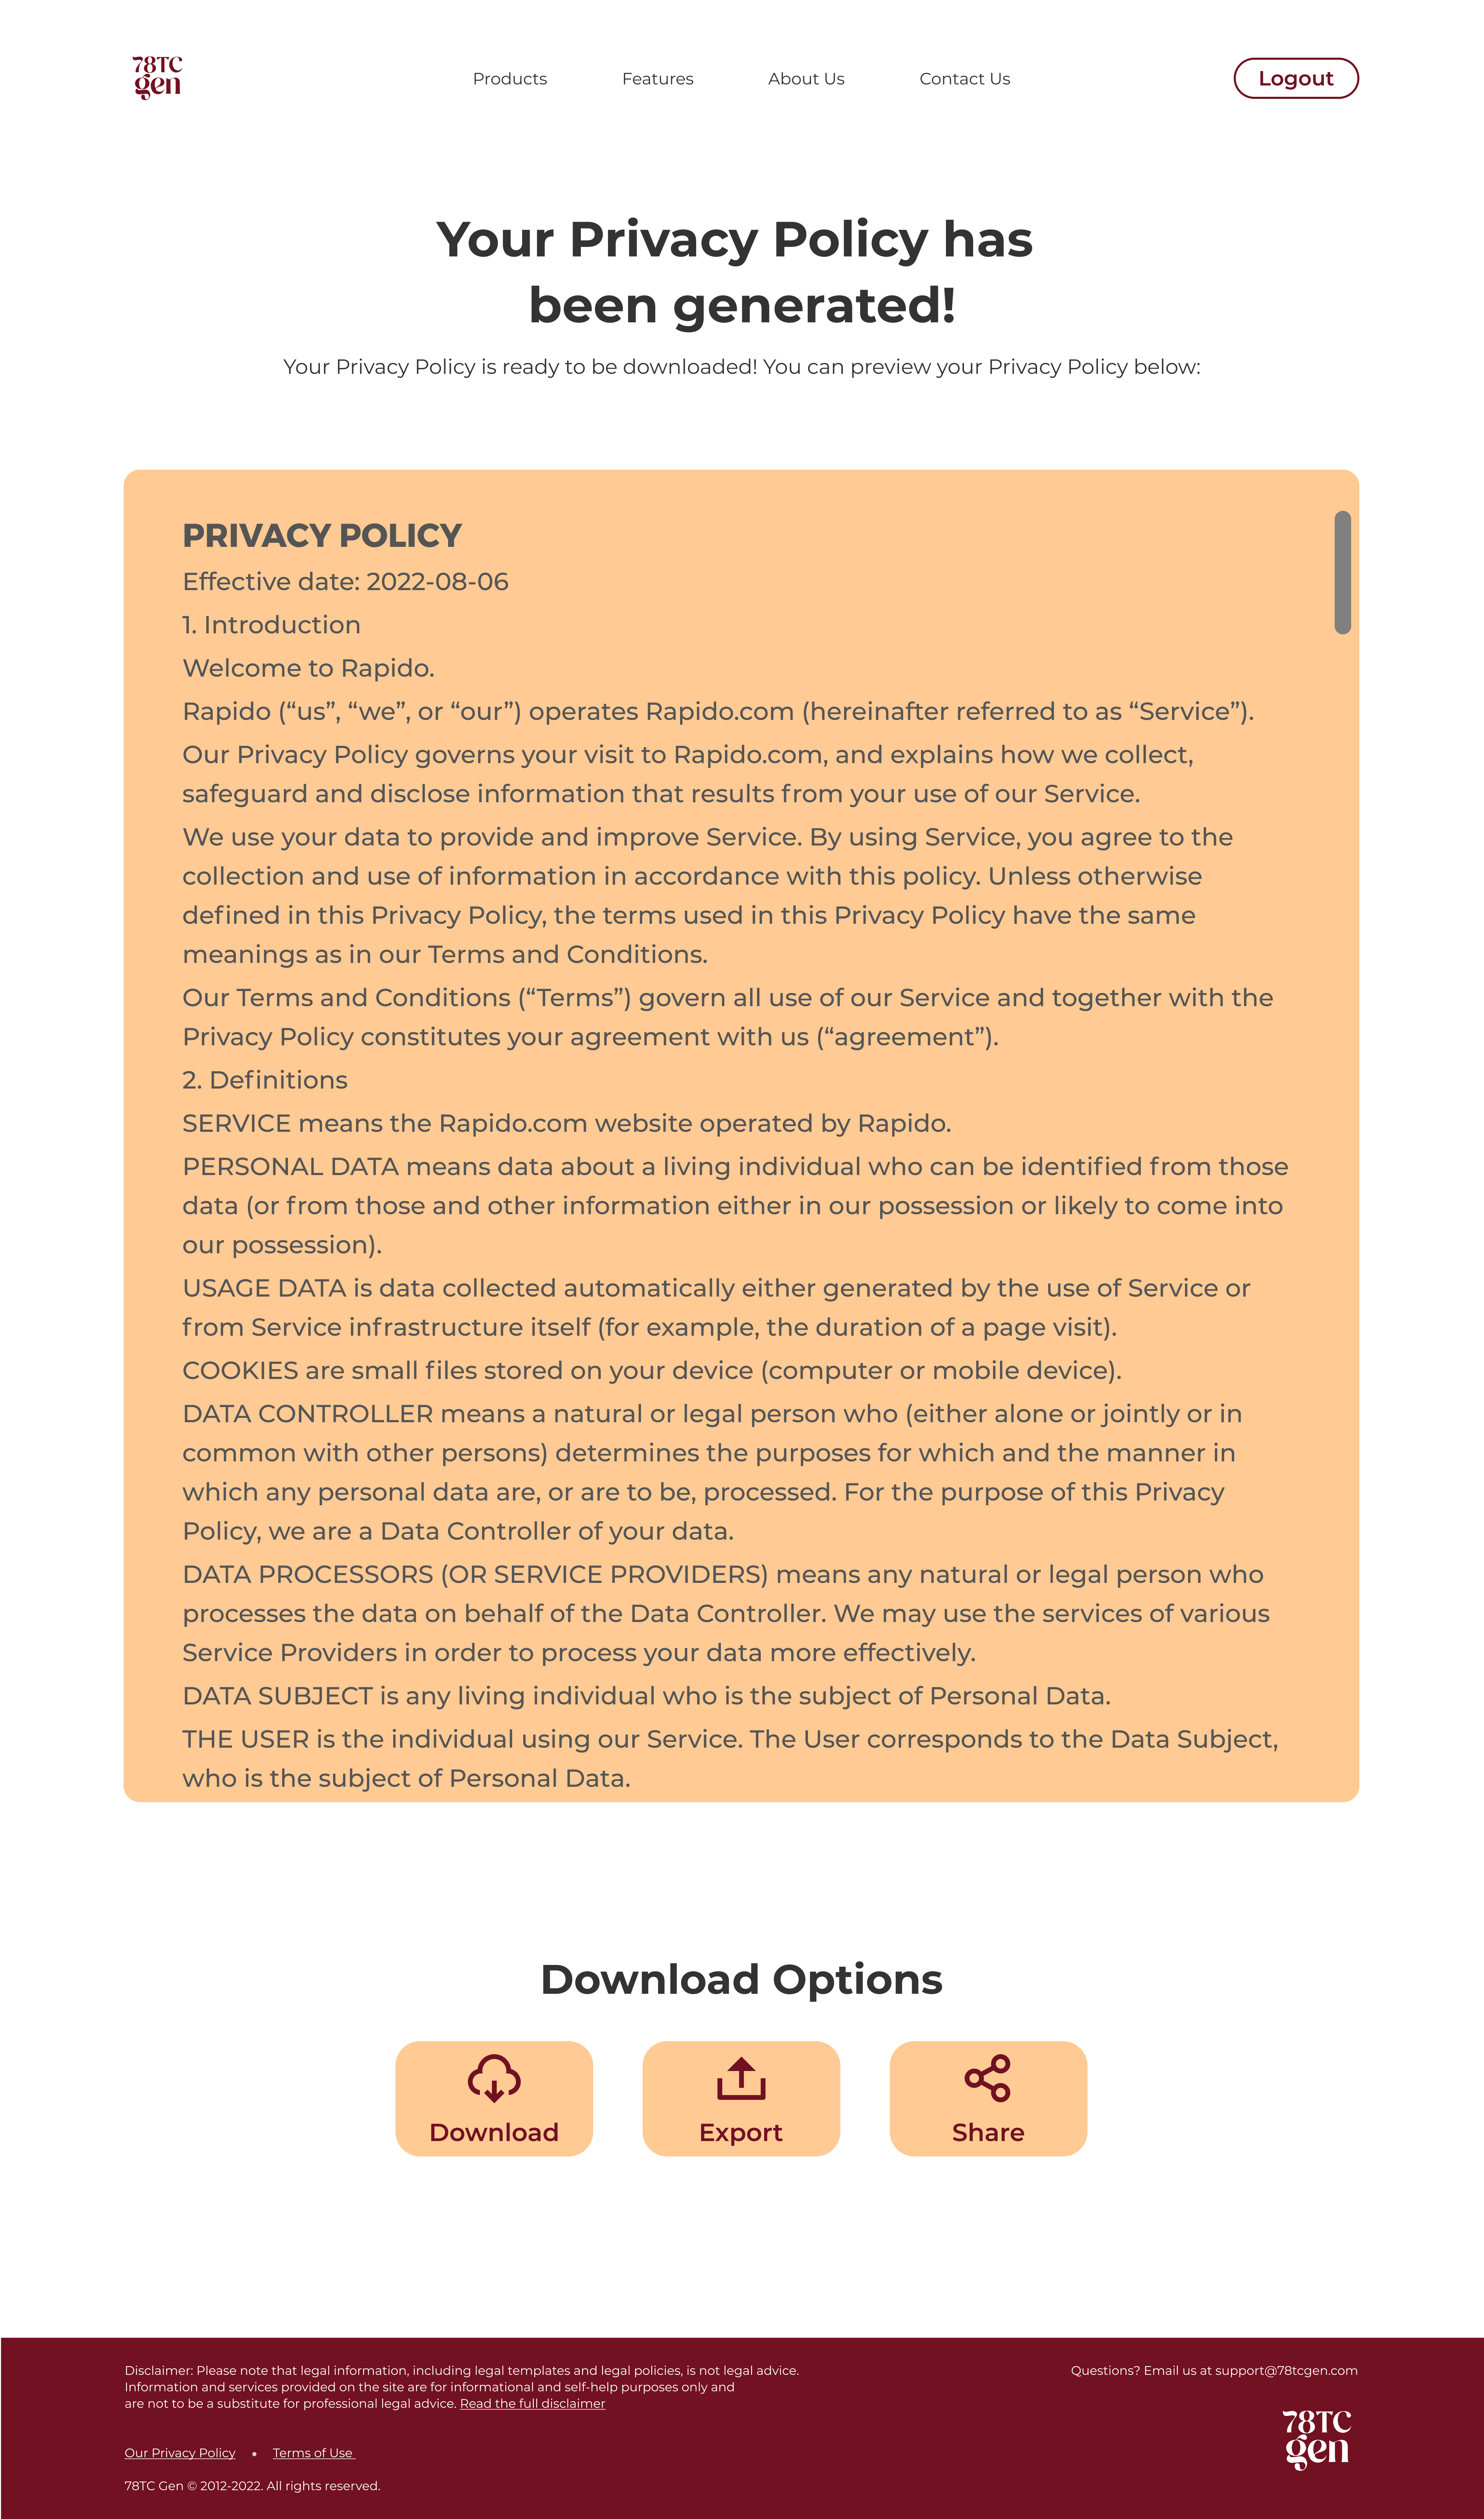 78TC
gen
Products Features About Us Contact Us Logout
Your Privacy Policy has
been generated!
Your Privacy Policy is ready to be downloaded! You can preview your Privacy Policy below:
PRIVACY POLICY
Effective date: 2022-08-06
1. Introduction
Welcome to Rapido.
Rapido (“us”, “we”, or “our”) operates Rapido.com (hereinafter referred to as “Service”).
Our Privacy Policy governs your visit to Rapido.com, and explains how we collect,
safeguard and disclose information that results from your use of our Service.
We use your data to provide and improve Service. By using Service, you agree to the
collection and use of information in accordance with this policy. Unless otherwise
defined in this Privacy Policy, the terms used in this Privacy Policy have the same
meanings as in our Terms and Conditions.
Our Terms and Conditions (“Terms”) govern all use of our Service and together with the
Privacy Policy constitutes your agreement with us (“agreement”).
2. Definitions
SERVICE means the Rapido.com website operated by Rapido.
PERSONAL DATA means data about a living individual who can be identified from those
data (or from those and other information either in our possession or likely to come into
our possession).
USAGE DATA is data collected automatically either generated by the use of Service or
from Service infrastructure itself (for example, the duration of a page visit).
COOKIES are small files stored on your device (computer or mobile device).
DATA CONTROLLER means a natural or legal person who (either alone or jointly or in
common with other persons) determines the purposes for which and the manner in
which any personal data are, or are to be, processed. For the purpose of this Privacy
Policy, we are a Data Controller of your data.
DATA PROCESSORS (OR SERVICE PROVIDERS) means any natural or legal person who
processes the data on behalf of the Data Controller. We may use the services of various
Service Providers in order to process your data more effectively.
DATA SUBJECT is any living individual who is the subject of Personal Data.
THE USER is the individual using our Service. The User corresponds to the Data Subject,
who is the subject of Personal Data.
Download Options
Download Export Share
Disclaimer: Please note that legal information, including legal templates and legal policies, is not legal advice.
Information and services provided on the site are for informational and self-help purposes only and
are not to be a substitute for professional legal advice. Read the full disclaimer
Questions? Email us at support@78tcgen.com
78TC
gen
Our Privacy Policy • Terms of Use
78TC Gen © 2012-2022. All rights reserved.